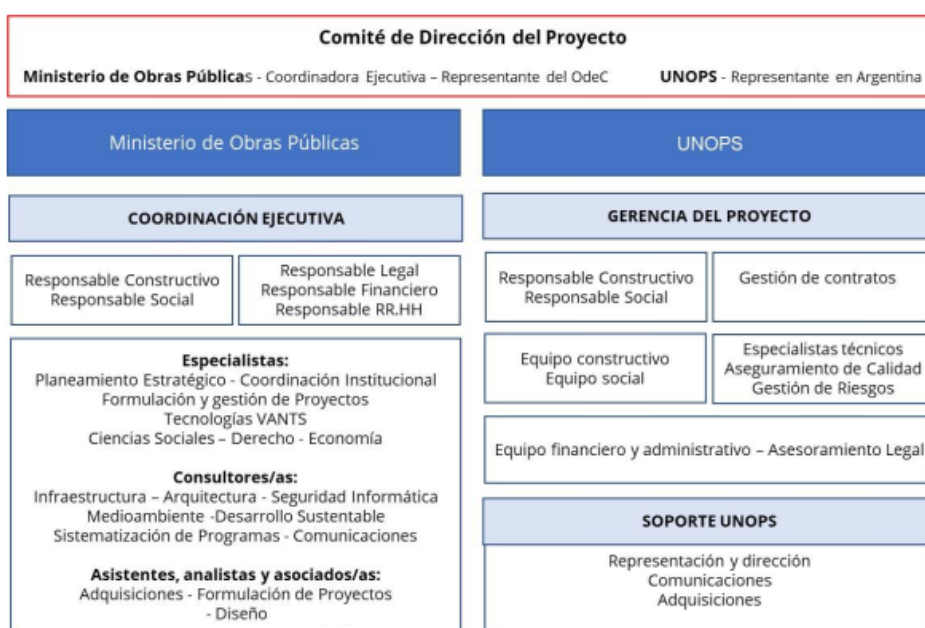 Comité de Dirección del Proyecto
Ministerio de Obras Públicas - Coordinadora Ejecutiva – Representante del OdeC
UNOPS - Representante en Argentina
Ministerio de Obras Públicas
UNOPS
COORDINACIÓN EJECUTIVA
Responsable Constructivo
Responsable Social
Responsable Legal
Responsable Financiero
Responsable RR.HH
Especialistas:
Planeamiento Estratégico - Coordinación Institucional
Formulación y gestión de Proyectos
Tecnologías VANTS
Ciencias Sociales – Derecho - Economía
Consultores/as:
Infraestructura – Arquitectura - Seguridad Informática
Medioambiente -Desarrollo Sustentable
Sistematización de Programas - Comunicaciones
Asistentes, analistas y asociados/as:
Adquisiciones - Formulación de Proyectos
- Diseño
GERENCIA DEL PROYECTO
Responsable Constructivo
Responsable Social
Gestión de contratos
Equipo constructivo
Equipo social
Especialistas técnicos
Aseguramiento de Calidad
Gestión de Riesgos
Equipo financiero y administrativo – Asesoramiento Legal
SOPORTE UNOPS
Representación y dirección
Comunicaciones
Adquisiciones